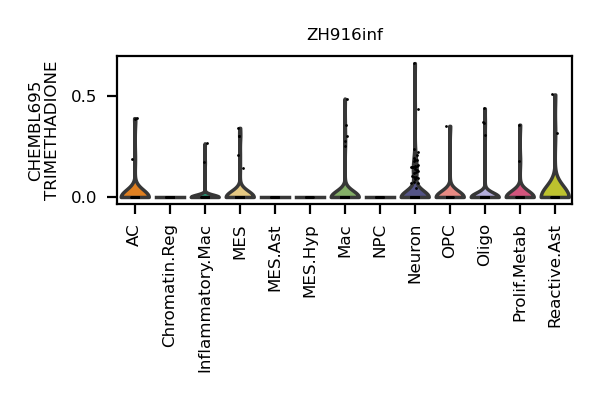 ZH916inf
CHEMBL695
TRIMETHADIONE
0.5
0.0
AC
Chromatin.Reg
Inflammatory.Mac
MES
MES.Ast
MES.Hyp
Mac
NPC
Neuron
OPC
Oligo
Prolif.Metab
Reactive.Ast